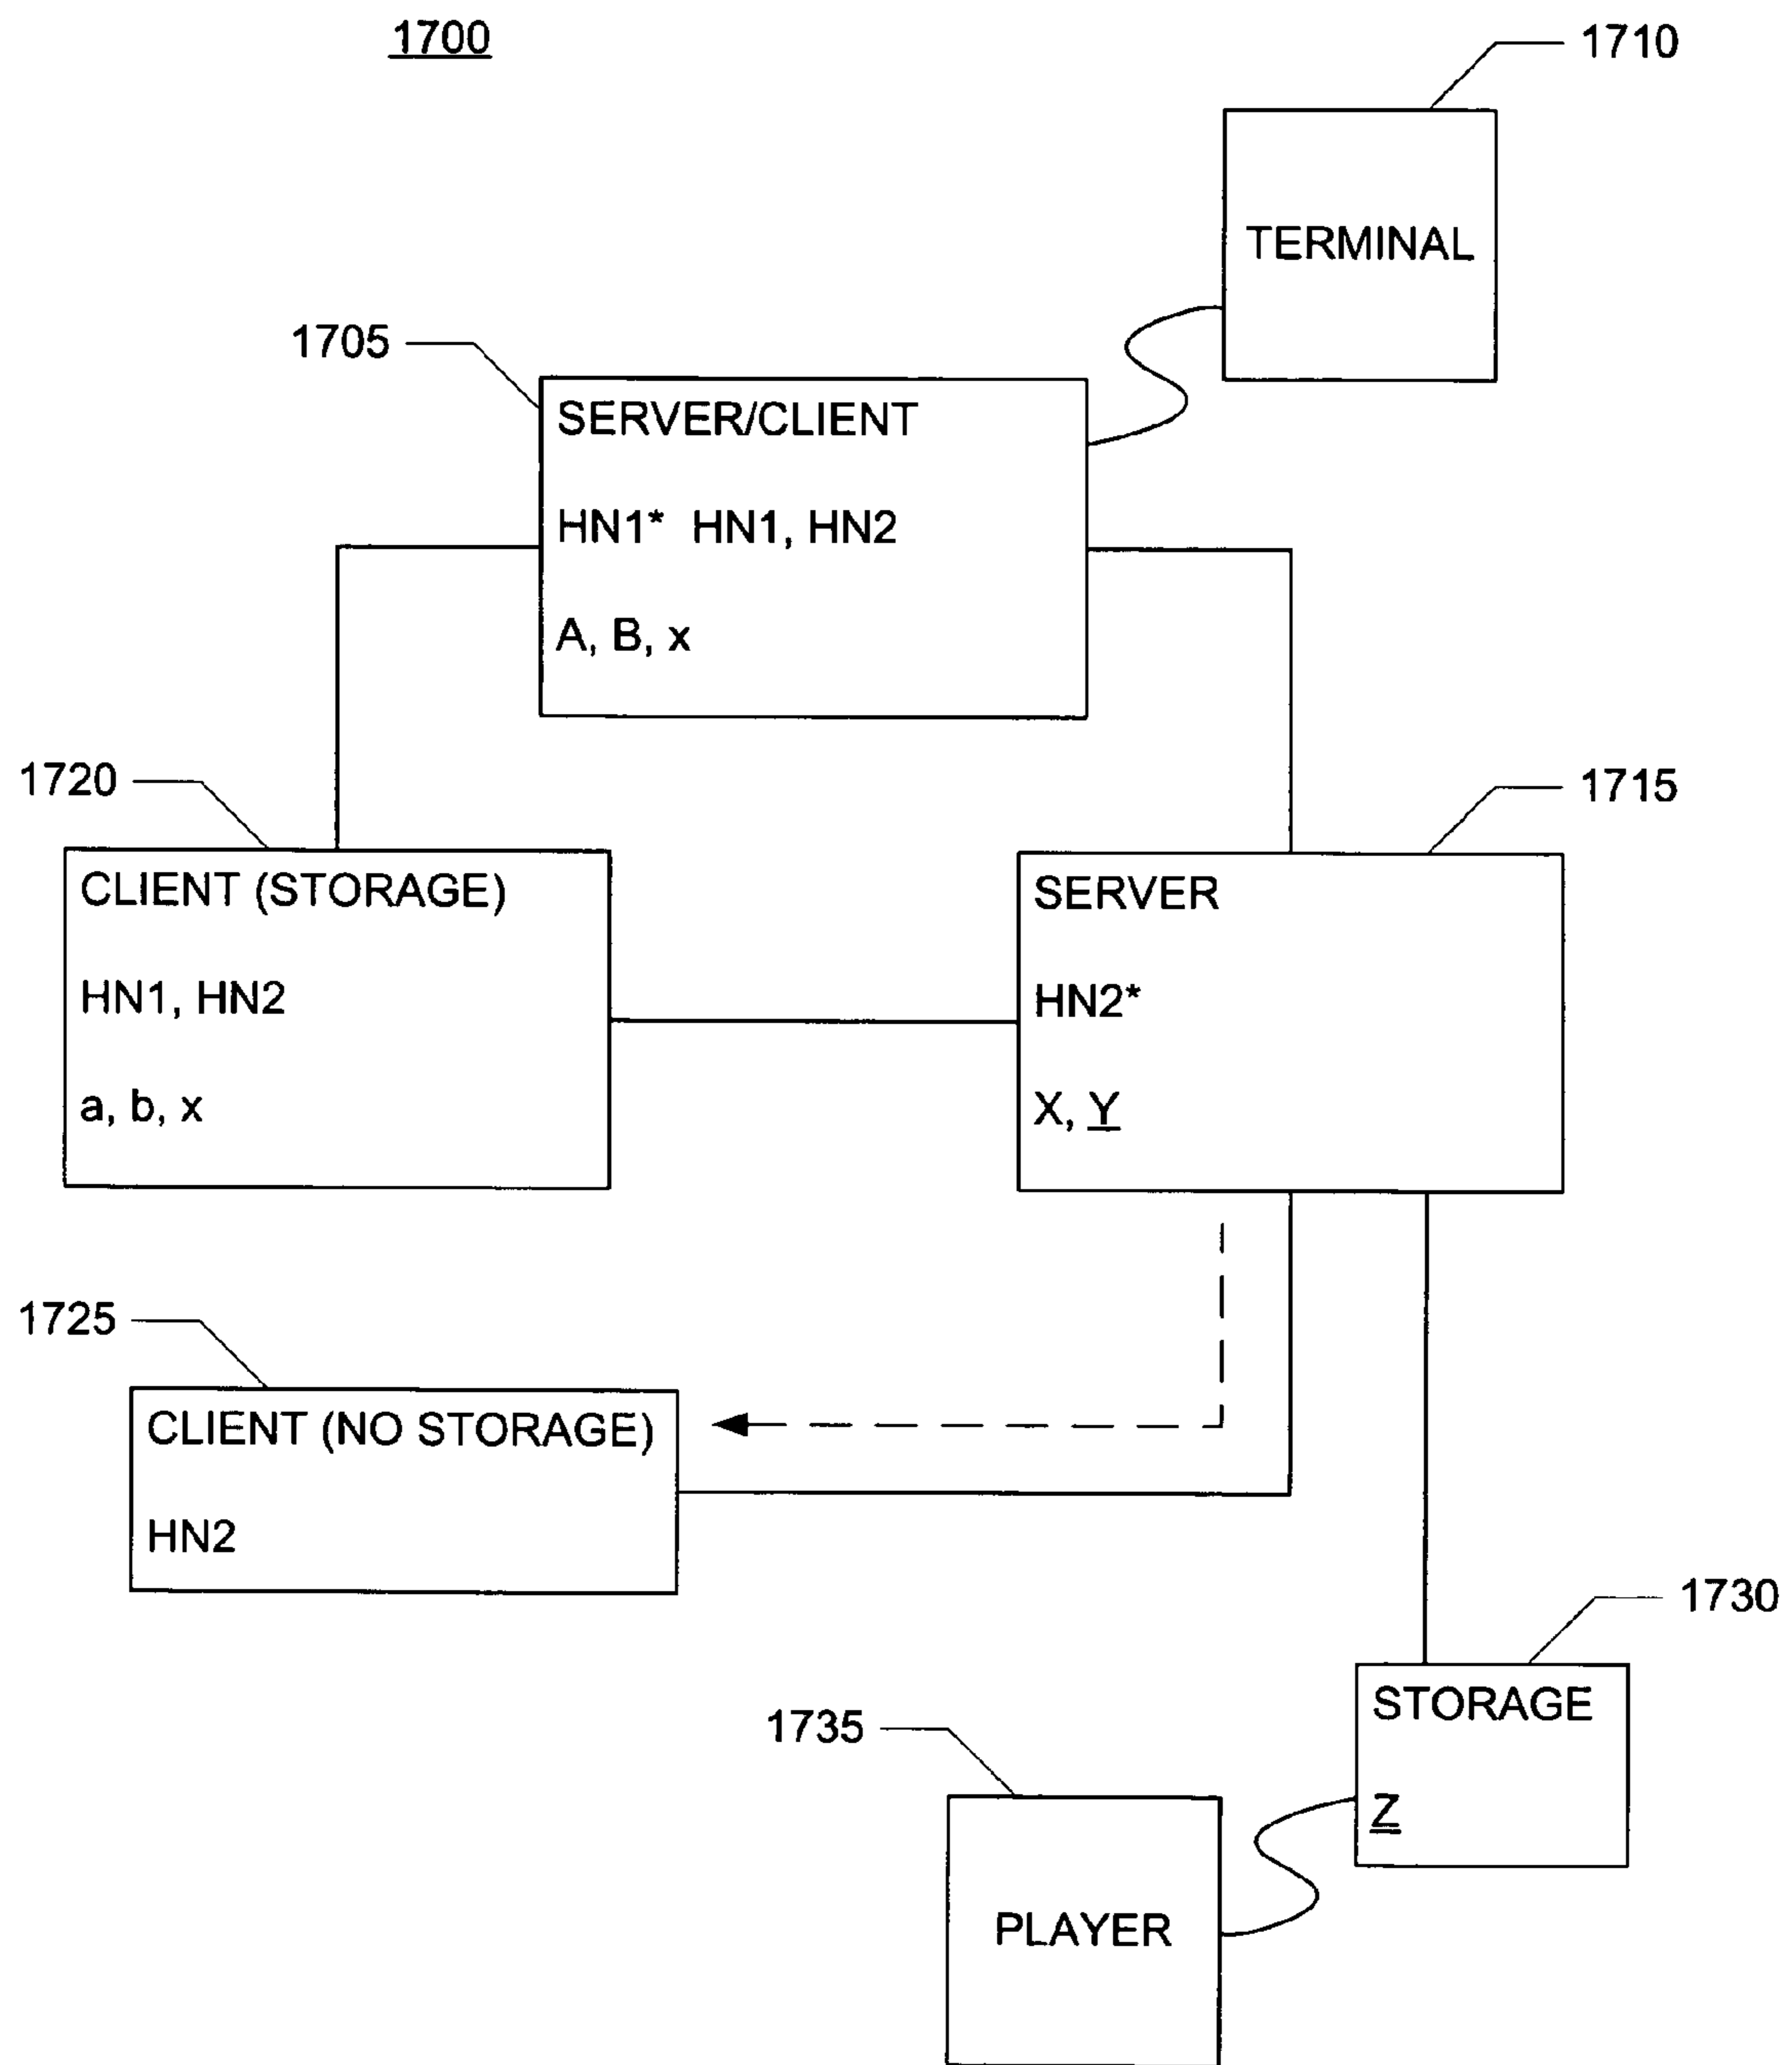 1700
1710
TERMINAL
1705
SERVER/CLIENT
HN1* HN1, HN2
A, B, x
1720
CLIENT (STORAGE)
HN1, HN2
a, b, x
1715
SERVER
HN2*
X, Y
1725
CLIENT (NO STORAGE)
HN2
1730
STORAGE
Z
1735
PLAYER